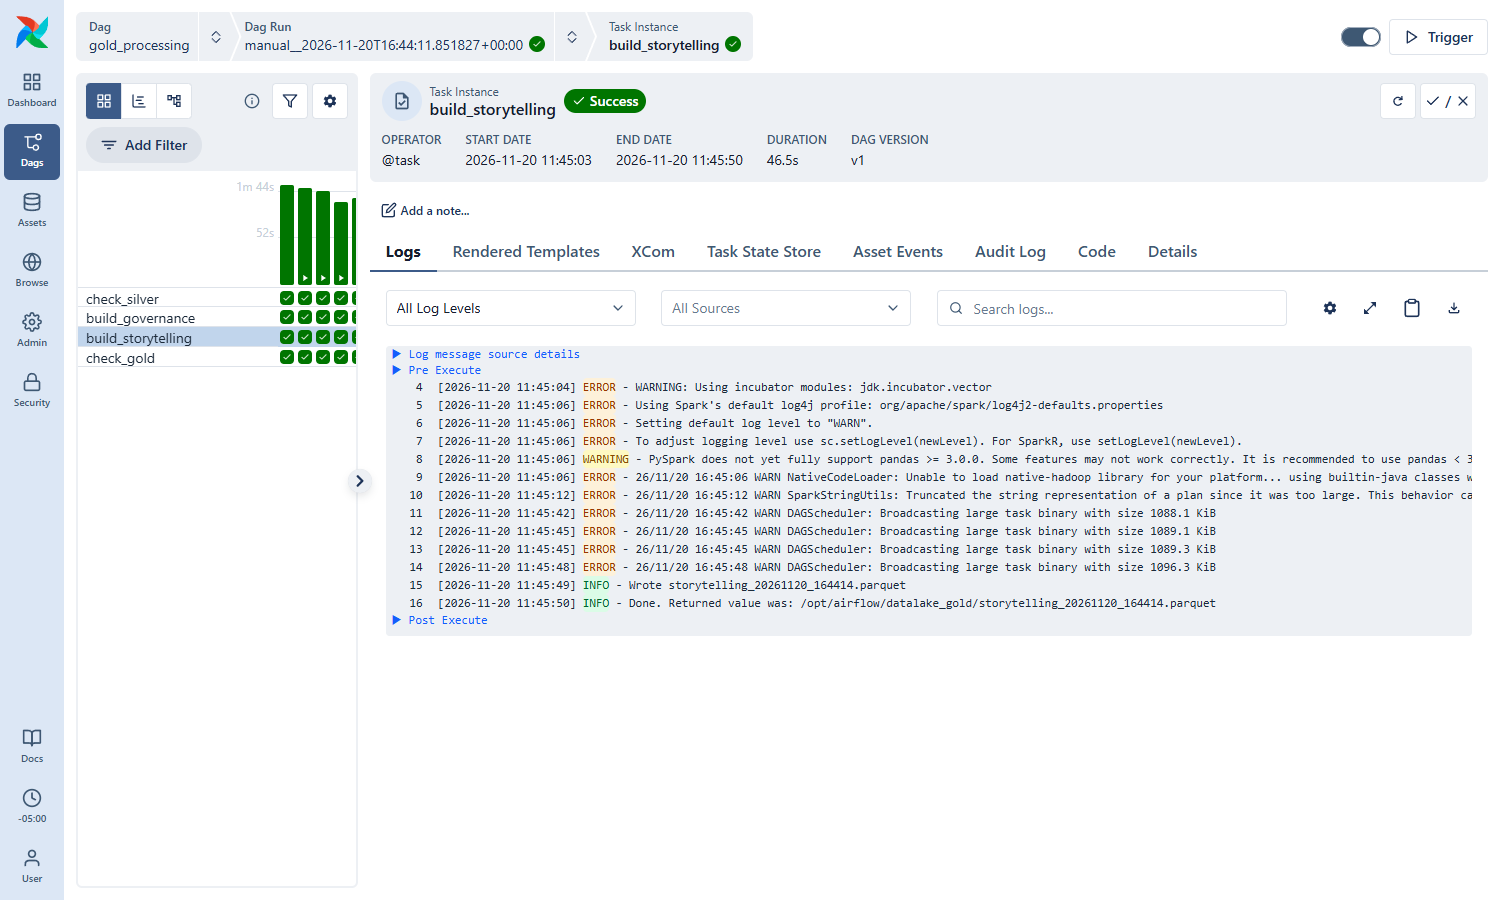 Dag
gold_processing
Dag Run
manual__2026-11-20T16:44:11.851827+00:00
Task Instance
build_storytelling
Trigger
Dashboard
Dags
Assets
Browse
Admin
Security
Docs
-05:00
User
Add Filter
1m 44s
52s
check_silver
build_governance
build_storytelling
check_gold
Task Instance
build_storytelling
Success
/
OPERATOR START DATE END DATE DURATION DAG VERSION
@task 2026-11-20 11:45:03 2026-11-20 11:45:50 46.5s v1
Add a note...
Logs Rendered Templates XCom Task State Store Asset Events Audit Log Code Details
All Log Levels All Sources Search logs...
Log message source details
Pre Execute
4 [2026-11-20 11:45:04] ERROR - WARNING: Using incubator modules: jdk.incubator.vector
5 [2026-11-20 11:45:06] ERROR - Using Spark's default log4j profile: org/apache/spark/log4j2-defaults.properties
6 [2026-11-20 11:45:06] ERROR - Setting default log level to "WARN".
7 [2026-11-20 11:45:06] ERROR - To adjust logging level use sc.setLogLevel(newLevel). For SparkR, use setLogLevel(newLevel).
8 [2026-11-20 11:45:06] WARNING - PySpark does not yet fully support pandas >= 3.0.0. Some features may not work correctly. It is recommended to use pandas < 3
9 [2026-11-20 11:45:06] ERROR - 26/11/20 16:45:06 WARN NativeCodeLoader: Unable to load native-hadoop library for your platform... using builtin-java classes w
10 [2026-11-20 11:45:12] ERROR - 26/11/20 16:45:12 WARN SparkStringUtils: Truncated the string representation of a plan since it was too large. This behavior ca
11 [2026-11-20 11:45:42] ERROR - 26/11/20 16:45:42 WARN DAGScheduler: Broadcasting large task binary with size 1088.1 KiB
12 [2026-11-20 11:45:45] ERROR - 26/11/20 16:45:45 WARN DAGScheduler: Broadcasting large task binary with size 1089.1 KiB
13 [2026-11-20 11:45:45] ERROR - 26/11/20 16:45:45 WARN DAGScheduler: Broadcasting large task binary with size 1089.3 KiB
14 [2026-11-20 11:45:48] ERROR - 26/11/20 16:45:48 WARN DAGScheduler: Broadcasting large task binary with size 1096.3 KiB
15 [2026-11-20 11:45:49] INFO - Wrote storytelling_20261120_164414.parquet
16 [2026-11-20 11:45:50] INFO - Done. Returned value was: /opt/airflow/datalake_gold/storytelling_20261120_164414.parquet
Post Execute